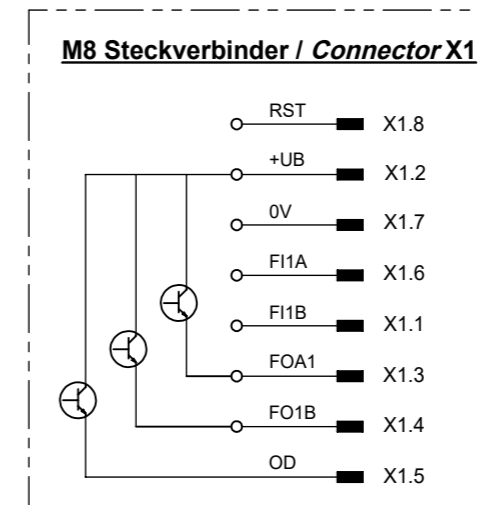 M8 Steckverbinder / Connector X1
RST X1.8
+UB X1.2
0V X1.7
FI1A X1.6
FI1B X1.1
FOA1 X1.3
FO1B X1.4
OD X1.5